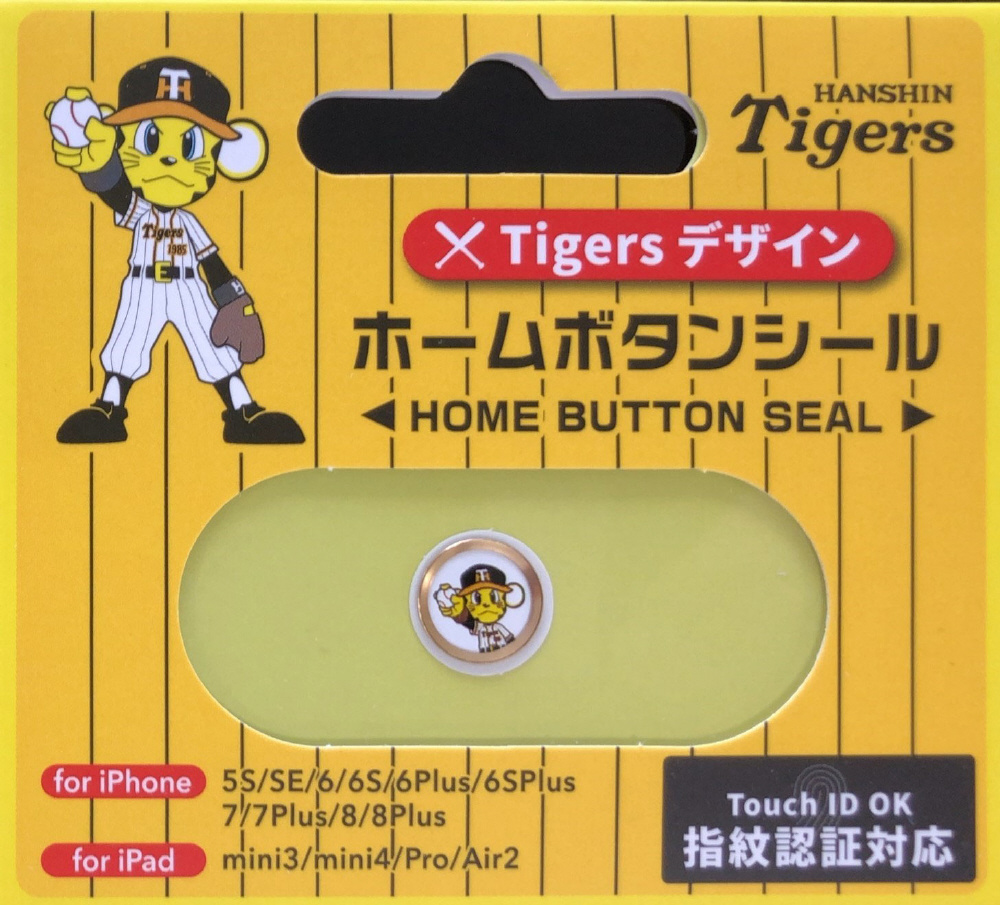 HANSHIN
Tigers
Tigers デザイン
ホームボタンシール
◀ HOME BUTTON SEAL ▶
Tigers
1985
for iPhone 5S/SE/6/6S/6Plus/6SPlus
7/7Plus/8/8Plus
for iPad mini3/mini4/Pro/Air2
Touch ID OK
指紋認証対応